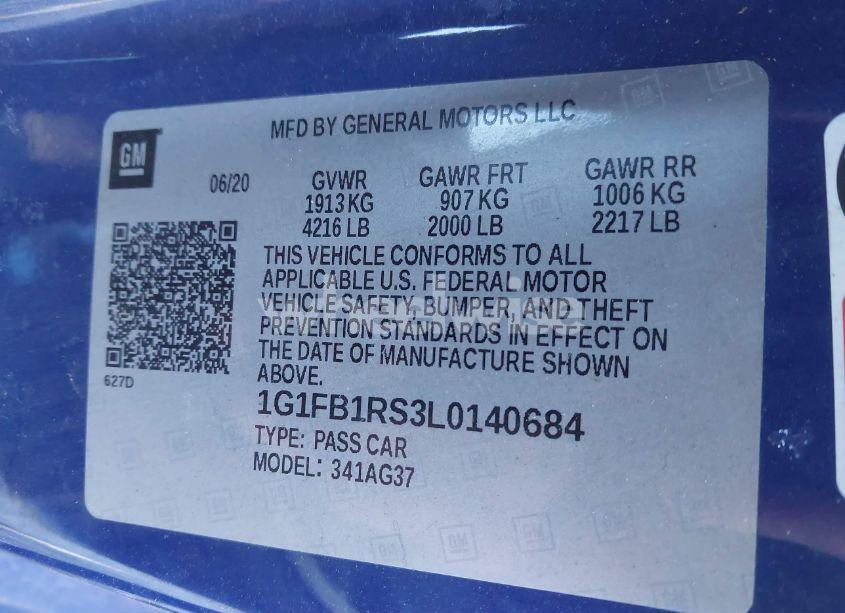 MFD BY GENERAL MOTORS LLC
GM
06/20
GVWR GAWR FRT GAWR RR
1913 KG 907 KG 1006 KG
4216 LB 2000 LB 2217 LB
THIS VEHICLE CONFORMS TO ALL
APPLICABLE U.S. FEDERAL MOTOR
VEHICLE SAFETY, BUMPER, AND THEFT
PREVENTION STANDARDS IN EFFECT ON
THE DATE OF MANUFACTURE SHOWN
ABOVE.
627D
1G1FB1RS3L0140684
TYPE: PASS CAR
MODEL: 341AG37